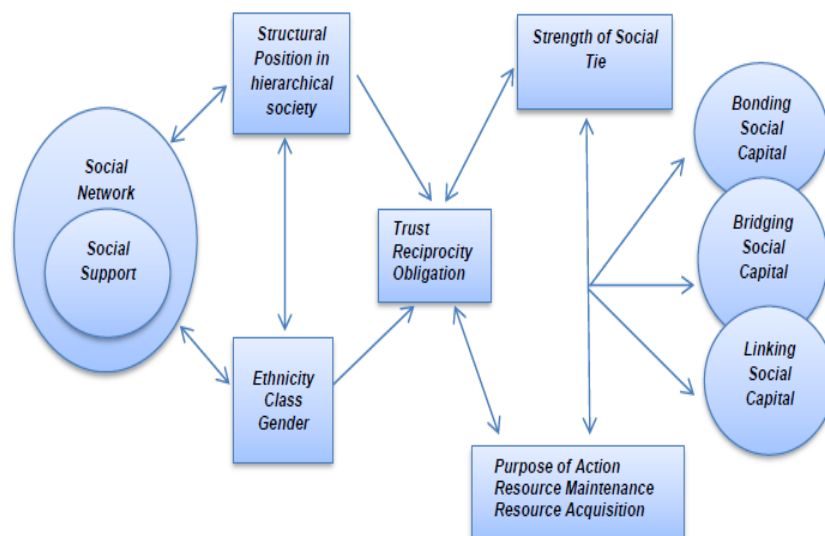 Structural
Position in
hierarchical
society
Strength of Social
Tie
Bonding
Social
Capital
Social
Network
Social
Support
Trust
Reciprocity
Obligation
Bridging
Social
Capital
Ethnicity
Class
Gender
Linking
Social
Capital
Purpose of Action
Resource Maintenance
Resource Acquisition